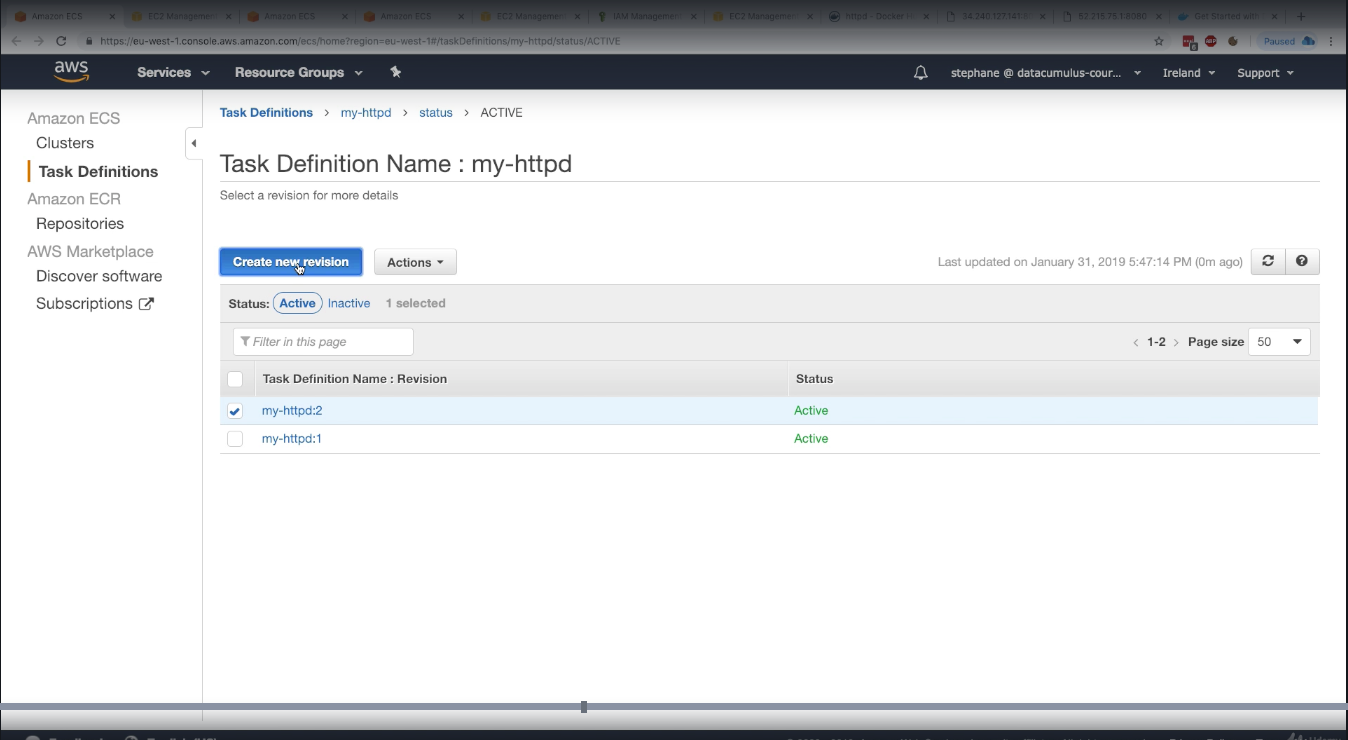 Amazon ECS EC2 Management Amazon ECS Amazon ECS EC2 Management IAM Management EC2 Management httpd - Docker H 34.240.127.141:8 52.215.75.1:8080 Get Started with
https://eu-west-1.console.aws.amazon.com/ecs/home?region=eu-west-1#/taskDefinitions/my-httpd/status/ACTIVE ABP Paused
aws Services Resource Groups stephane @ datacumulus-cour... Ireland Support
Amazon ECS
Clusters
Task Definitions
Amazon ECR
Repositories
AWS Marketplace
Discover software
Subscriptions
Task Definitions > my-httpd > status > ACTIVE
Task Definition Name : my-httpd
Select a revision for more details
Create new revision Actions Last updated on January 31, 2019 5:47:14 PM (0m ago)
Status: Active Inactive 1 selected
Filter in this page < 1-2 > Page size 50
Task Definition Name : Revision Status
my-httpd:2 Active
my-httpd:1 Active